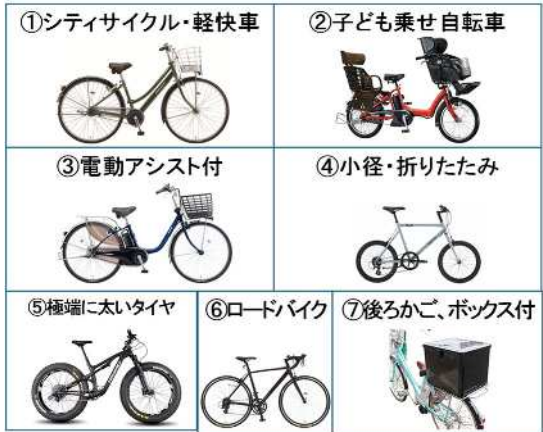 ①シティサイクル・軽快車
②子ども乗せ自転車
③電動アシスト付
④小径・折りたたみ
⑤極端に太いタイヤ
⑥ロードバイク
⑦後ろかご、ボックス付